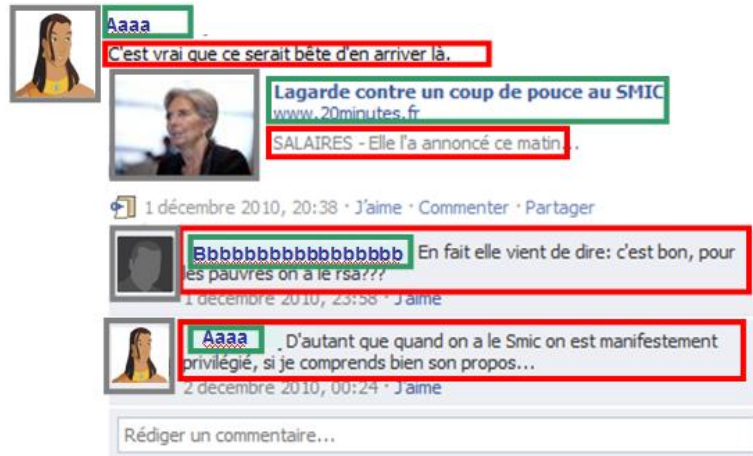 Aaaa
C'est vrai que ce serait bête d'en arriver là.
Lagarde contre un coup de pouce au SMIC
www.20minutes.fr
SALAIRES - Elle l'a annoncé ce matin...
1 décembre 2010, 20:38 · J'aime · Commenter · Partager
Bbbbbbbbbbbbbbbbb En fait elle vient de dire: c'est bon, pour
les pauvres on a le rsa???
1 décembre 2010, 23:58 · J'aime
Aaaa . D'autant que quand on a le Smic on est manifestement
privilégié, si je comprends bien son propos...
2 décembre 2010, 00:24 · J'aime
Rédiger un commentaire...